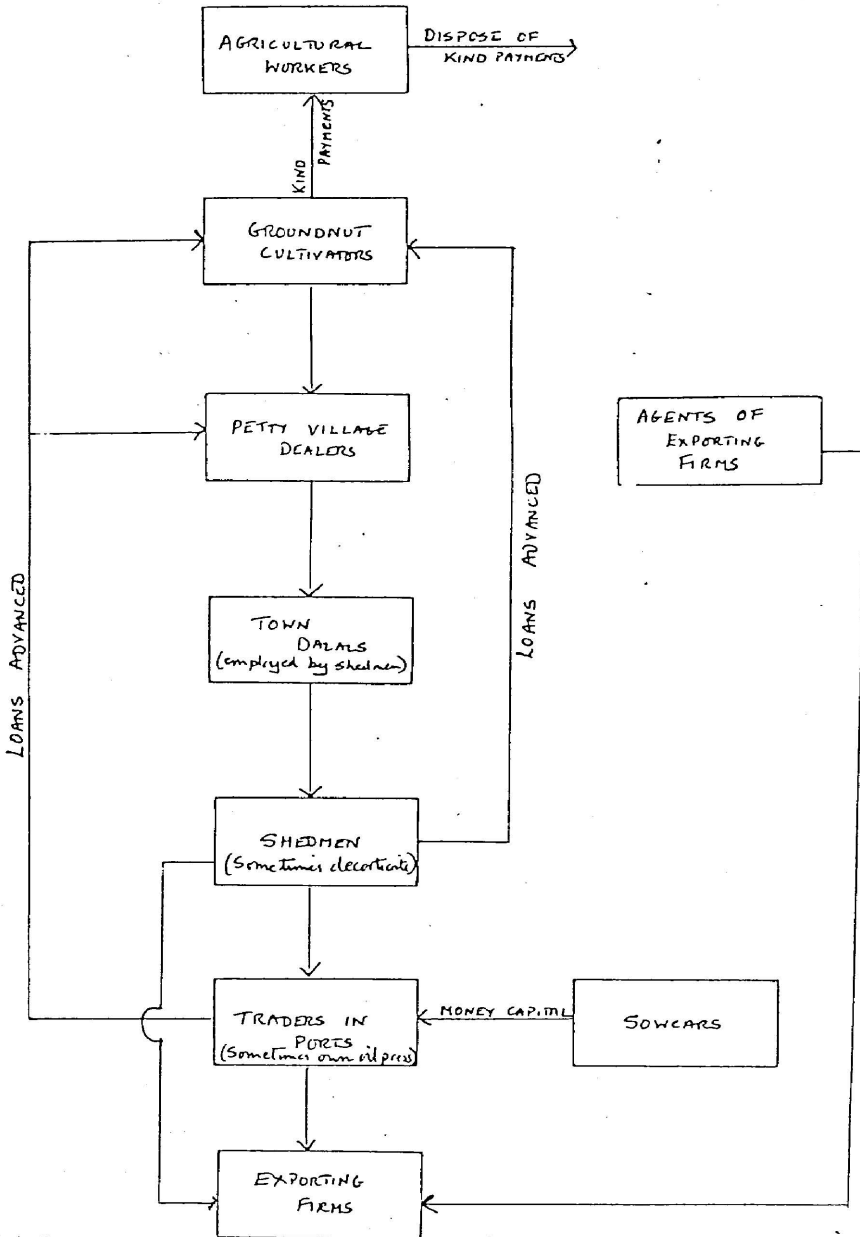 AGRICULTURAL
WORKERS
DISPOSE OF
KIND PAYMENTS
KIND
PAYMENTS
GROUNDNUT
CULTIVATORS
PETTY VILLAGE
DEALERS
AGENTS OF
EXPORTING
FIRMS
LOANS ADVANCED
LOANS ADVANCED
TOWN
DALALS
(employed by shedmen)
SHEDMEN
(Sometimes decorticate)
TRADERS IN
PORTS
(Sometimes own oil press)
MONEY CAPITAL
SOWCARS
EXPORTING
FIRMS